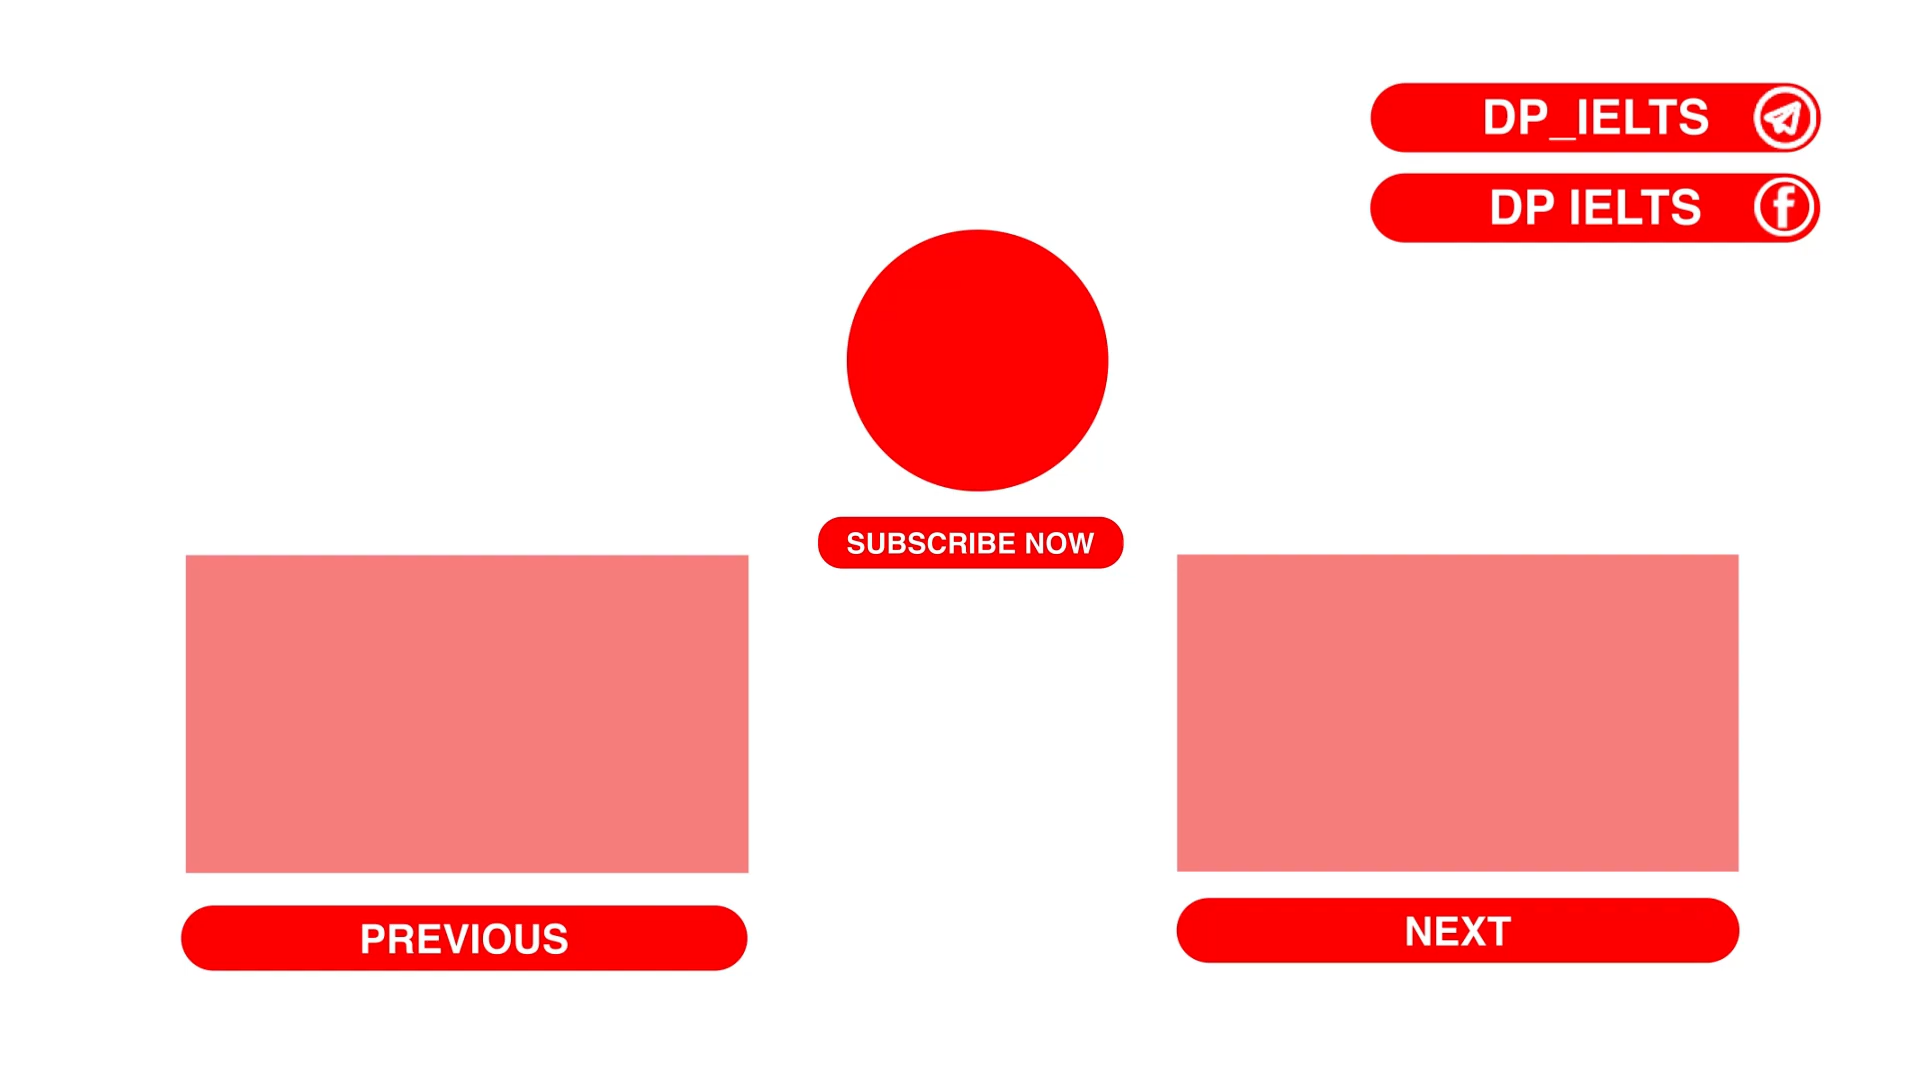 DP_IELTS
DP IELTS
SUBSCRIBE NOW
PREVIOUS
NEXT